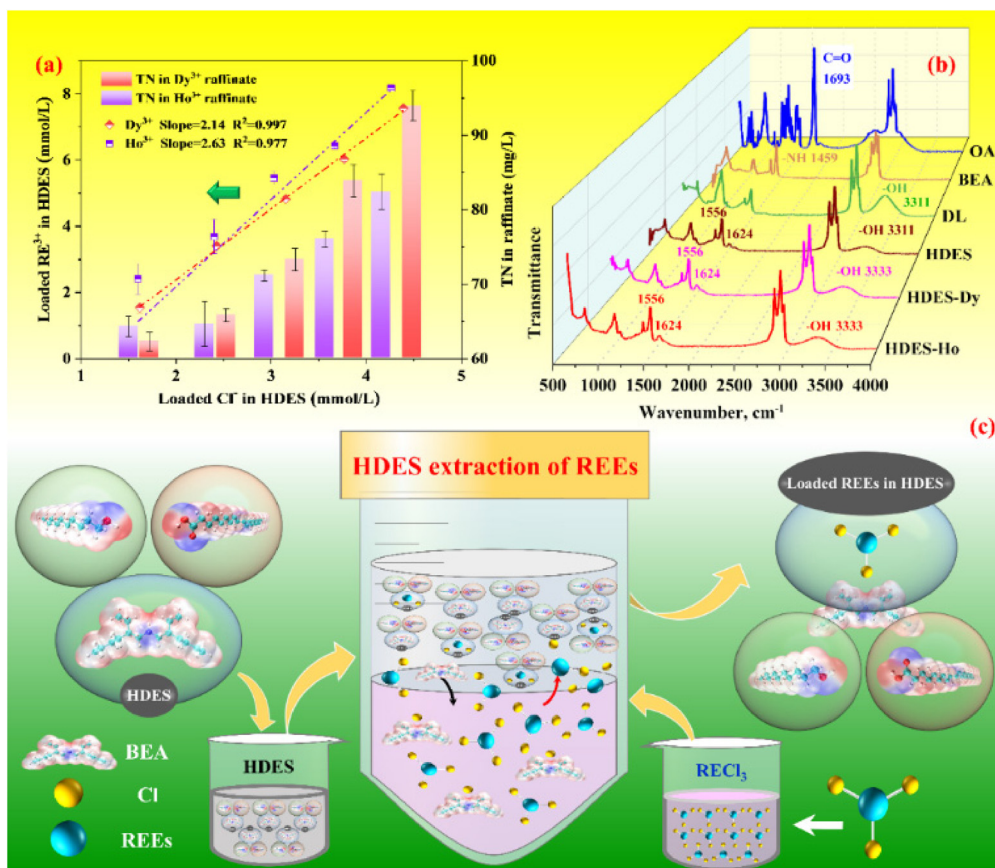 (a)
TN in Dy³⁺ raffinate
TN in Ho³⁺ raffinate
Dy³⁺ Slope=2.14 R²=0.997
Ho³⁺ Slope=2.63 R²=0.977
Loaded RE³⁺ in HDES (mmol/L)
8
6
4
2
0
1
2
3
4
5
Loaded Cl⁻ in HDES (mmol/L)
100
90
80
70
60
TN in raffinate (mg/L)
(b)
C=O
1693
OA
-NH 1459
BEA
-OH
3311
DL
1556
1624
-OH 3311
HDES
1556
1624
-OH 3333
HDES-Dy
1556
1624
-OH 3333
HDES-Ho
Transmittance
500
1000
1500
2000
2500
3000
3500
4000
Wavenumber, cm⁻¹
(c)
HDES extraction of REEs
Loaded REEs in HDES
HDES
BEA
Cl
REEs
HDES
RECl₃